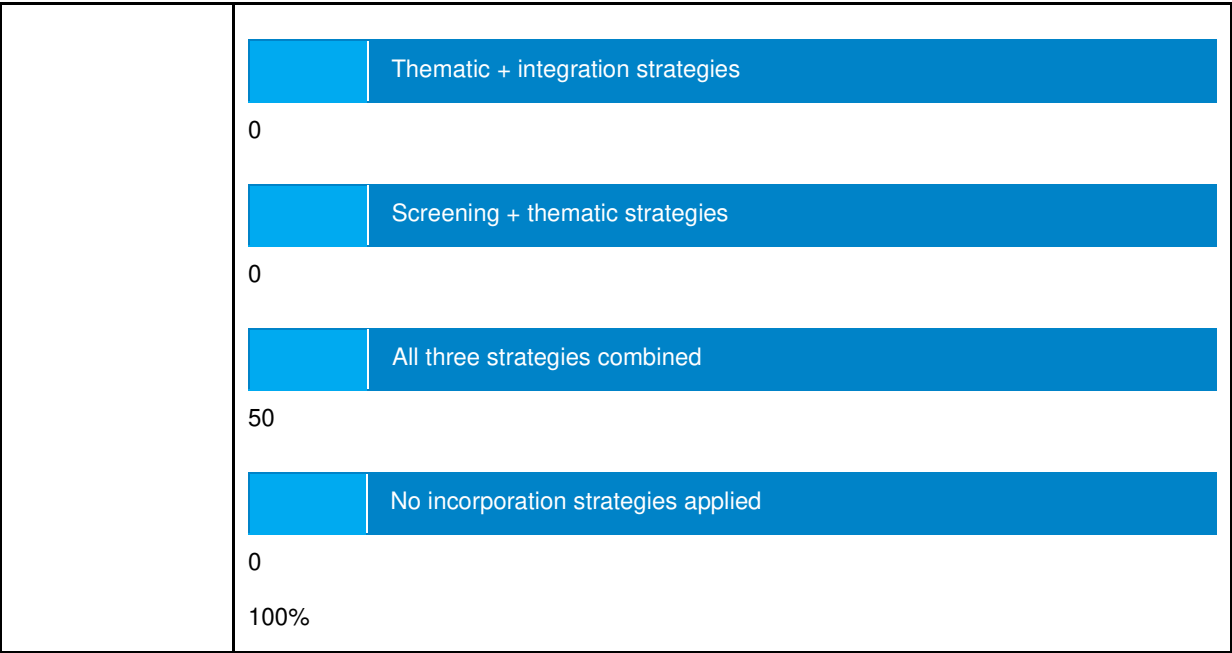 Thematic + integration strategies
0
Screening + thematic strategies
0
All three strategies combined
50
No incorporation strategies applied
0
100%